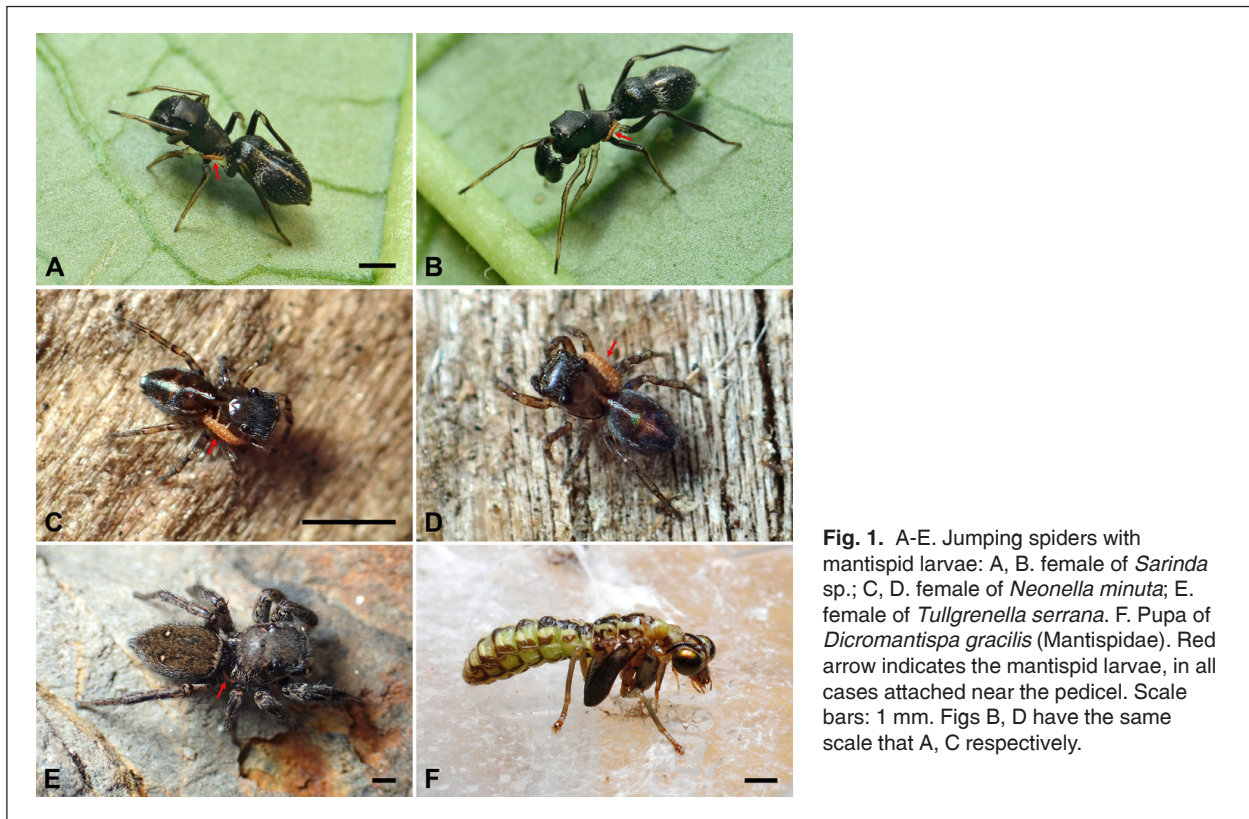 A
B
C
D
E
F
Fig. 1. A-E. Jumping spiders with
mantispid larvae: A, B. female of Sarinda
sp.; C, D. female of Neonella minuta; E.
female of Tullgrenella serrana. F. Pupa of
Dicromantispa gracilis (Mantispidae). Red
arrow indicates the mantispid larvae, in all
cases attached near the pedicel. Scale
bars: 1 mm. Figs B, D have the same
scale that A, C respectively.